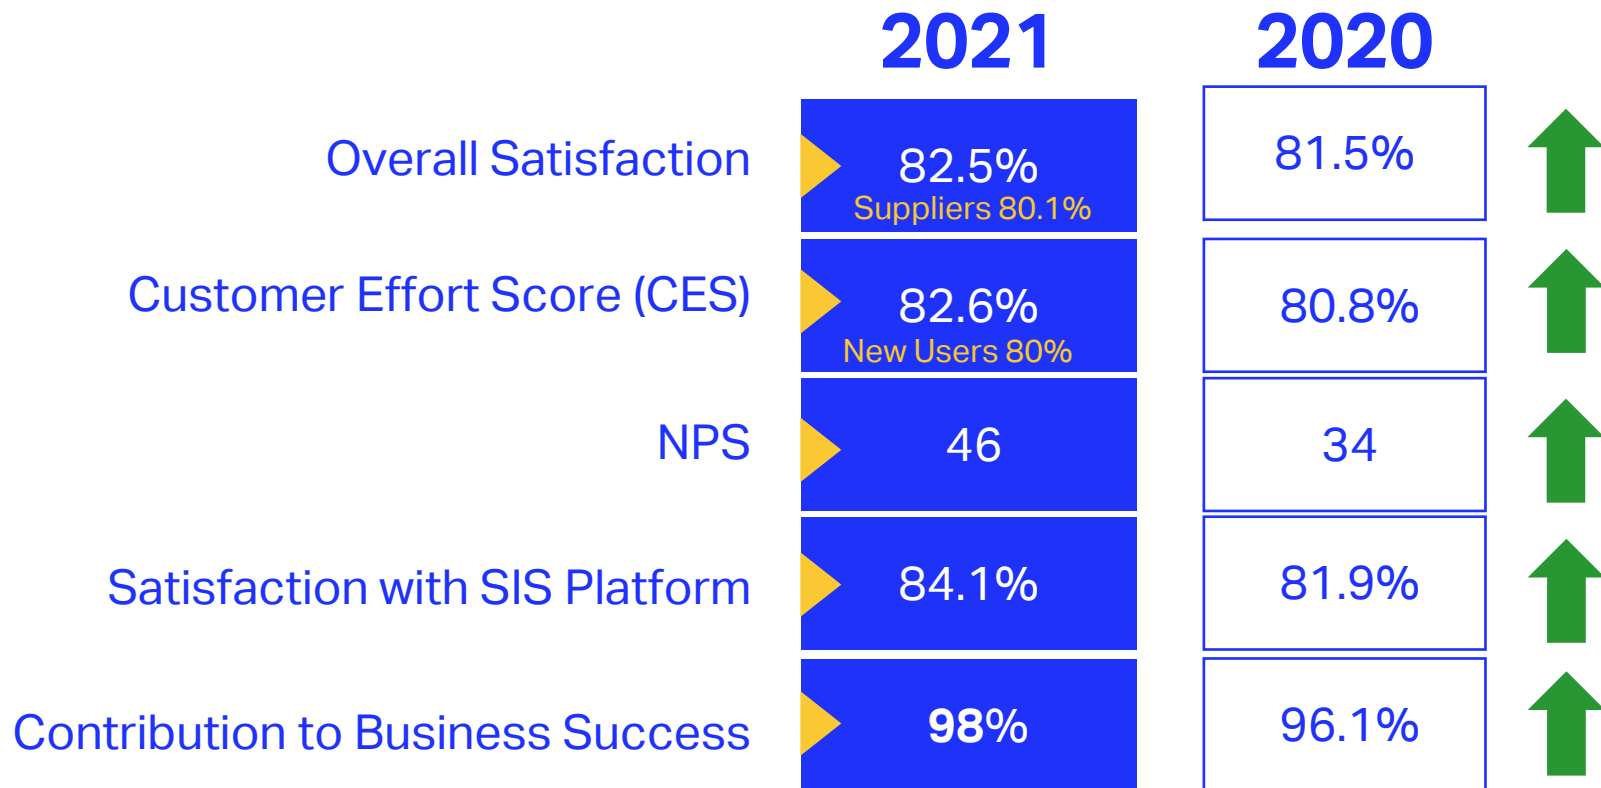 2021 2020
Overall Satisfaction 82.5% 81.5%
Suppliers 80.1%
Customer Effort Score (CES) 82.6% 80.8%
New Users 80%
NPS 46 34
Satisfaction with SIS Platform 84.1% 81.9%
Contribution to Business Success 98% 96.1%